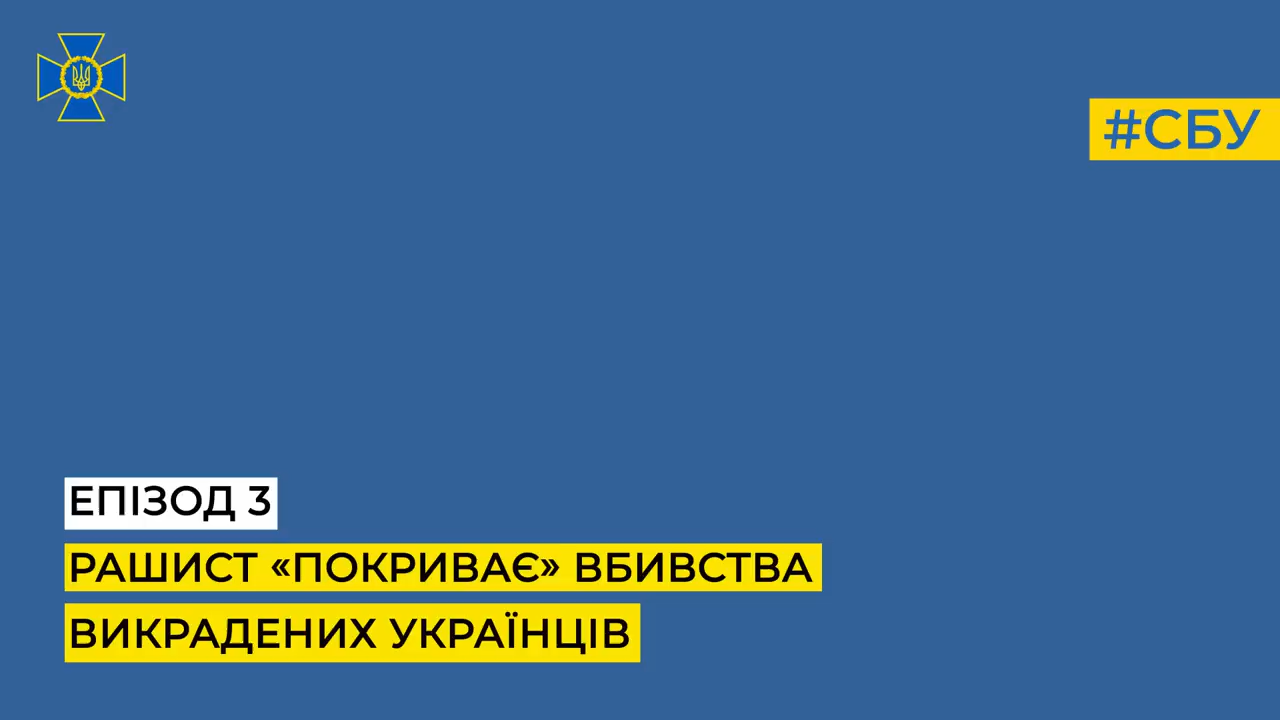 #СБУ
ЕПІЗОД 3
РАШИСТ «ПОКРИВАЄ» ВБИВСТВА
ВИКРАДЕНИХ УКРАЇНЦІВ